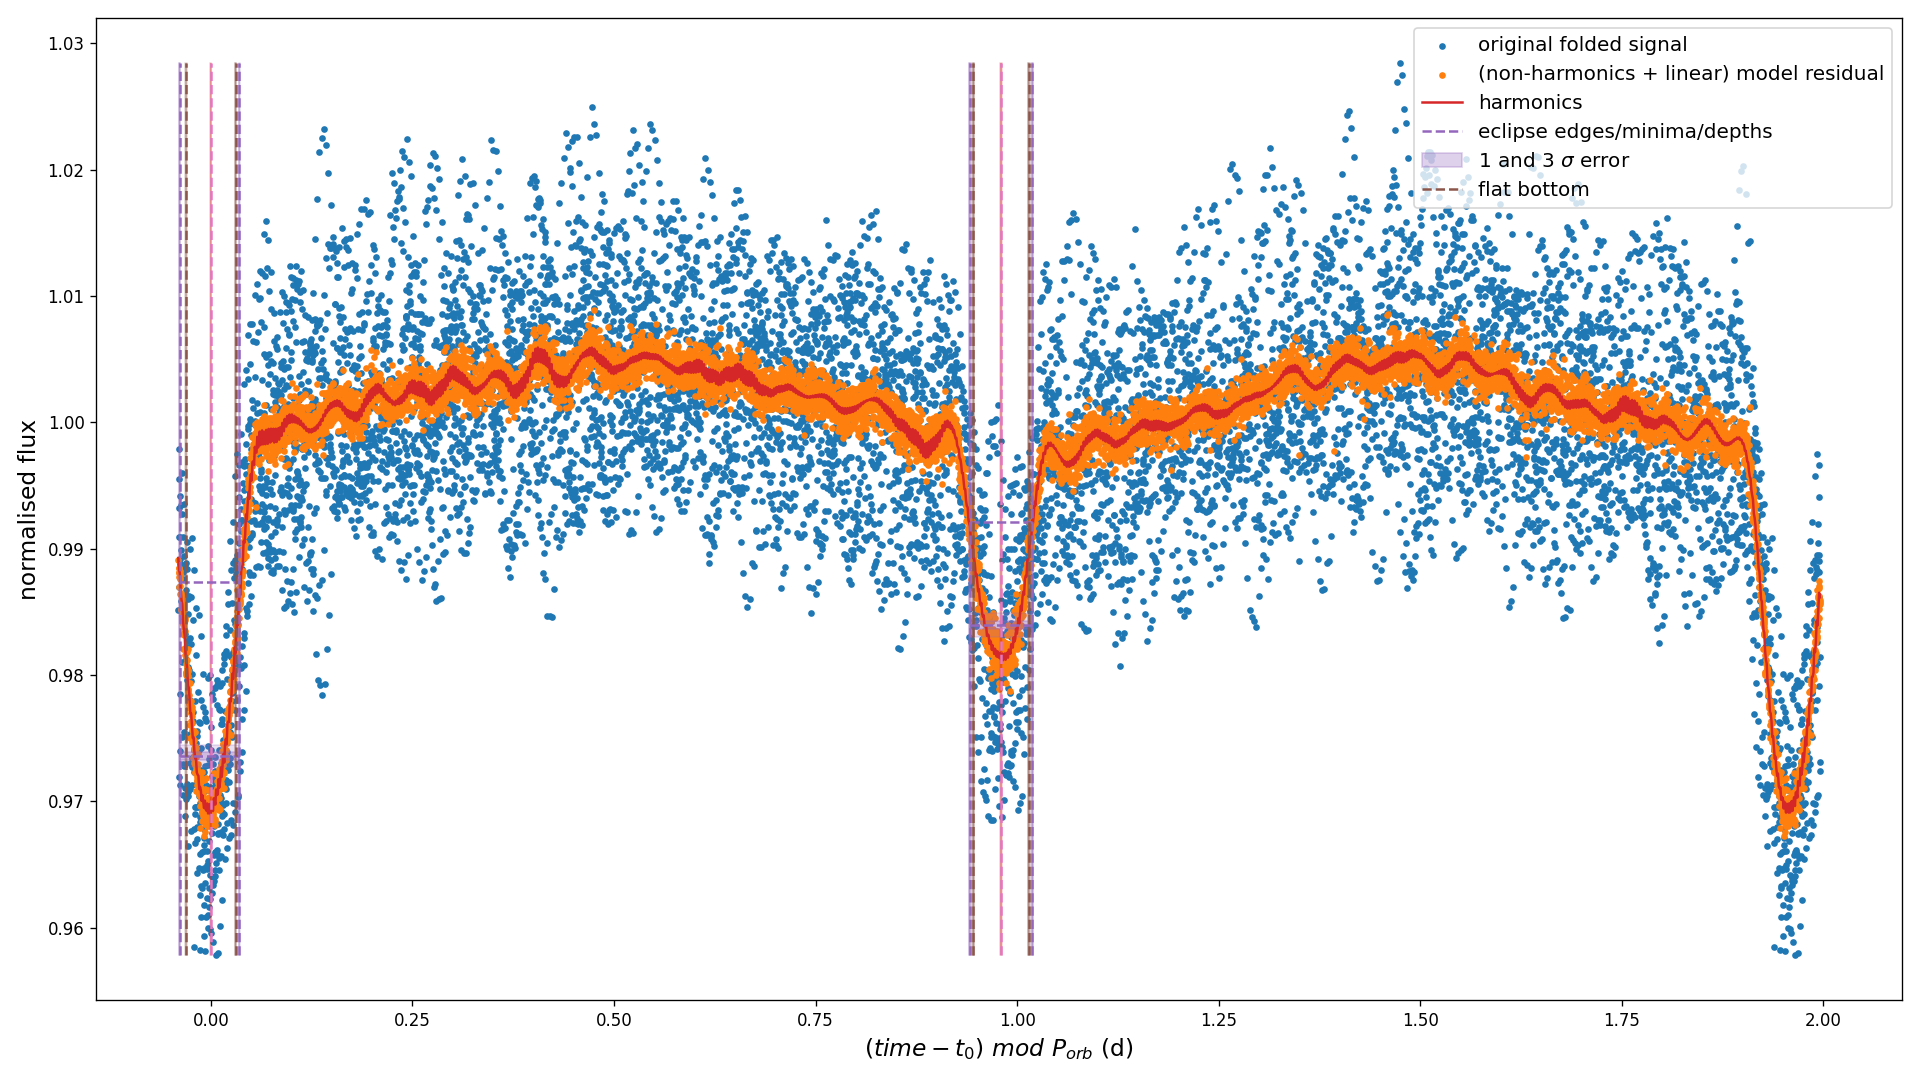 1.03
1.02
1.01
1.00
0.99
0.98
0.97
0.96
normalised flux
original folded signal
(non-harmonics + linear) model residual
harmonics
eclipse edges/minima/depths
1 and 3 σ error
flat bottom
0.00 0.25 0.50 0.75 1.00 1.25 1.50 1.75 2.00
(time − t₀) mod P_orb (d)